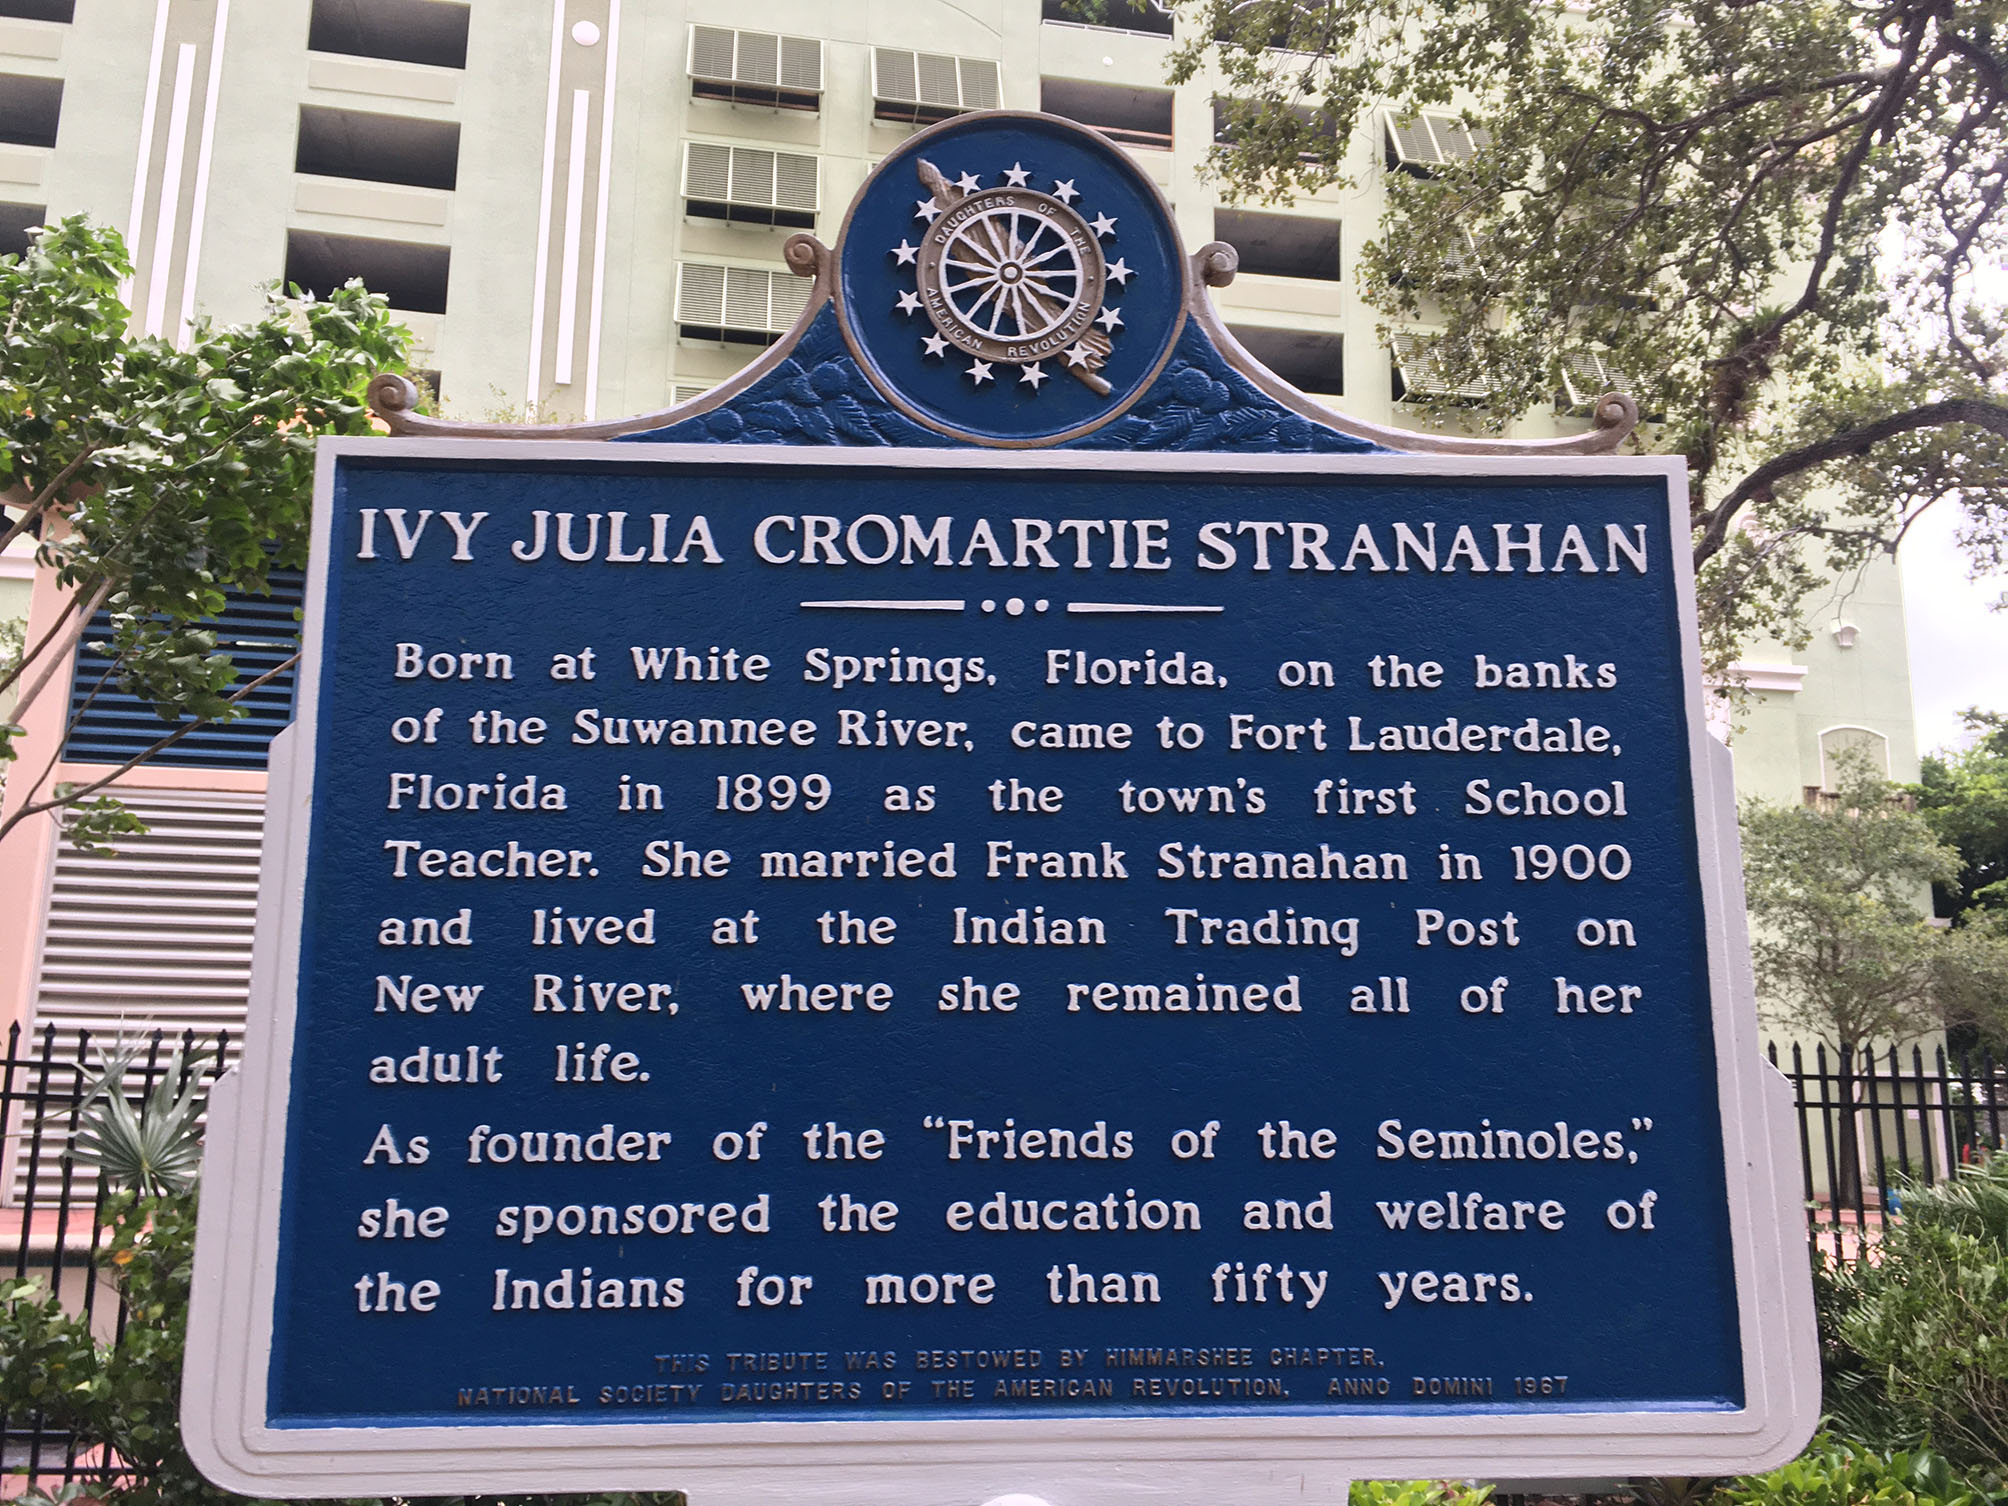 DAUGHTERS OF THE
AMERICAN REVOLUTION
IVY JULIA CROMARTIE STRANAHAN
Born at White Springs, Florida, on the banks
of the Suwannee River, came to Fort Lauderdale,
Florida in 1899 as the town's first School
Teacher. She married Frank Stranahan in 1900
and lived at the Indian Trading Post on
New River, where she remained all of her
adult life.
As founder of the “Friends of the Seminoles,”
she sponsored the education and welfare of
the Indians for more than fifty years.
THIS TRIBUTE WAS BESTOWED BY HIMMARSHEE CHAPTER,
NATIONAL SOCIETY DAUGHTERS OF THE AMERICAN REVOLUTION, ANNO DOMINI 1967